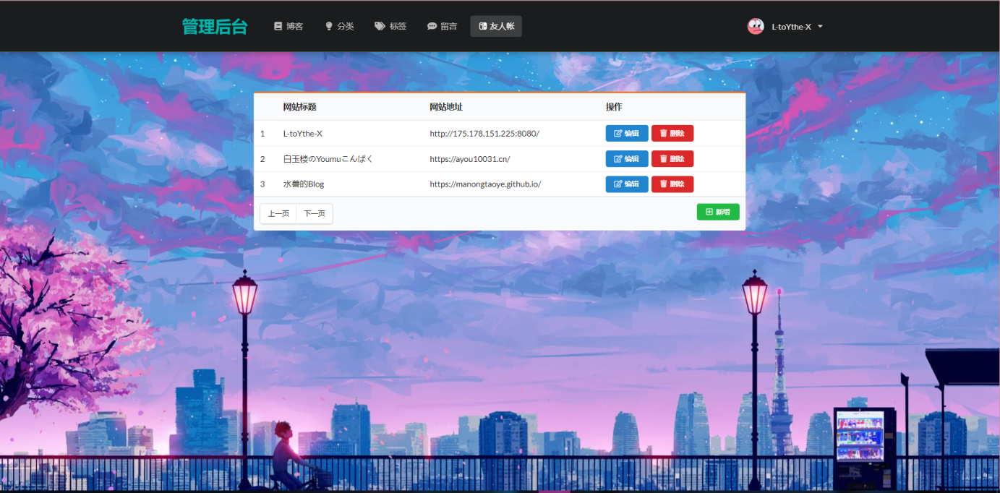 管理后台 博客 分类 标签 留言 友人帐 L-toYthe-X
网站标题 网站地址 操作
1 L-toYthe-X http://175.178.151.225:8080/ 编辑 删除
2 白玉楼のYoumuこんぱく https://ayou10031.cn/ 编辑 删除
3 水兽的Blog https://manongtaoye.github.io/ 编辑 删除
上一页 下一页 新增